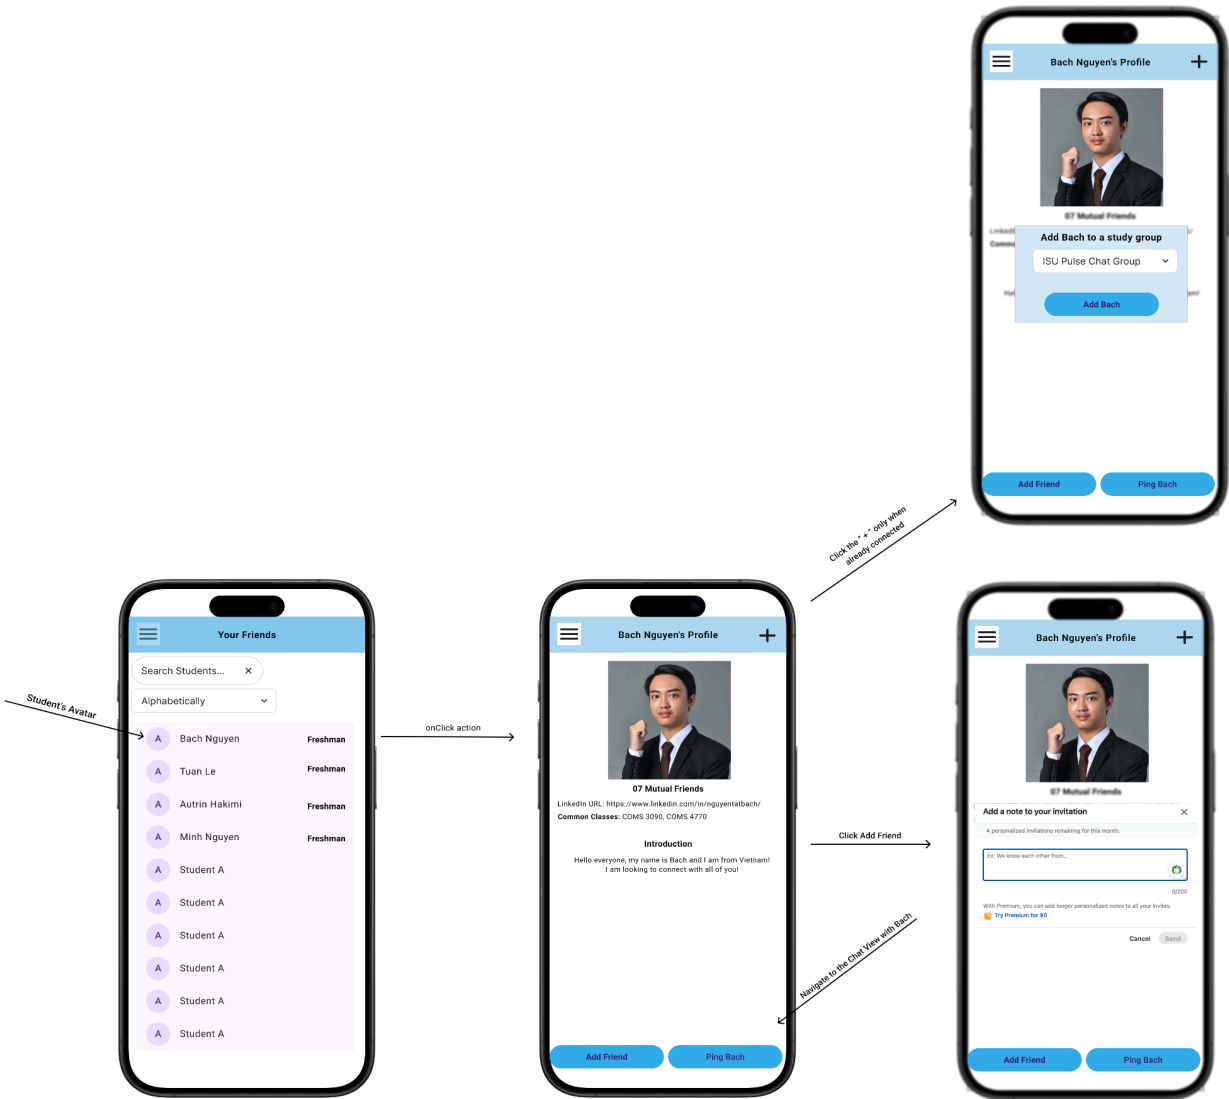 Bach Nguyen's Profile
07 Mutual Friends
LinkedIn
Commo
Add Bach to a study group
ISU Pulse Chat Group
Add Bach
Add Friend
Ping Bach
Click the " + " only when
already connected
Student's Avatar
Your Friends
Search Students...
Alphabetically
A Bach Nguyen Freshman
A Tuan Le Freshman
A Autrin Hakimi Freshman
A Minh Nguyen Freshman
A Student A
A Student A
A Student A
A Student A
A Student A
A Student A
onClick action
Bach Nguyen's Profile
07 Mutual Friends
LinkedIn URL: https://www.linkedin.com/in/nguyentatbach/
Common Classes: COMS 3090, COMS 4770
Introduction
Hello everyone, my name is Bach and I am from Vietnam!
I am looking to connect with all of you!
Add Friend
Ping Bach
Click Add Friend
Navigate to the Chat View with Bach
Bach Nguyen's Profile
07 Mutual Friends
Add a note to your invitation
4 personalized invitations remaining for this month.
Ex: We know each other from...
0/200
With Premium, you can add longer personalized notes to all your invites.
Try Premium for $0
Cancel Send
Add Friend
Ping Bach